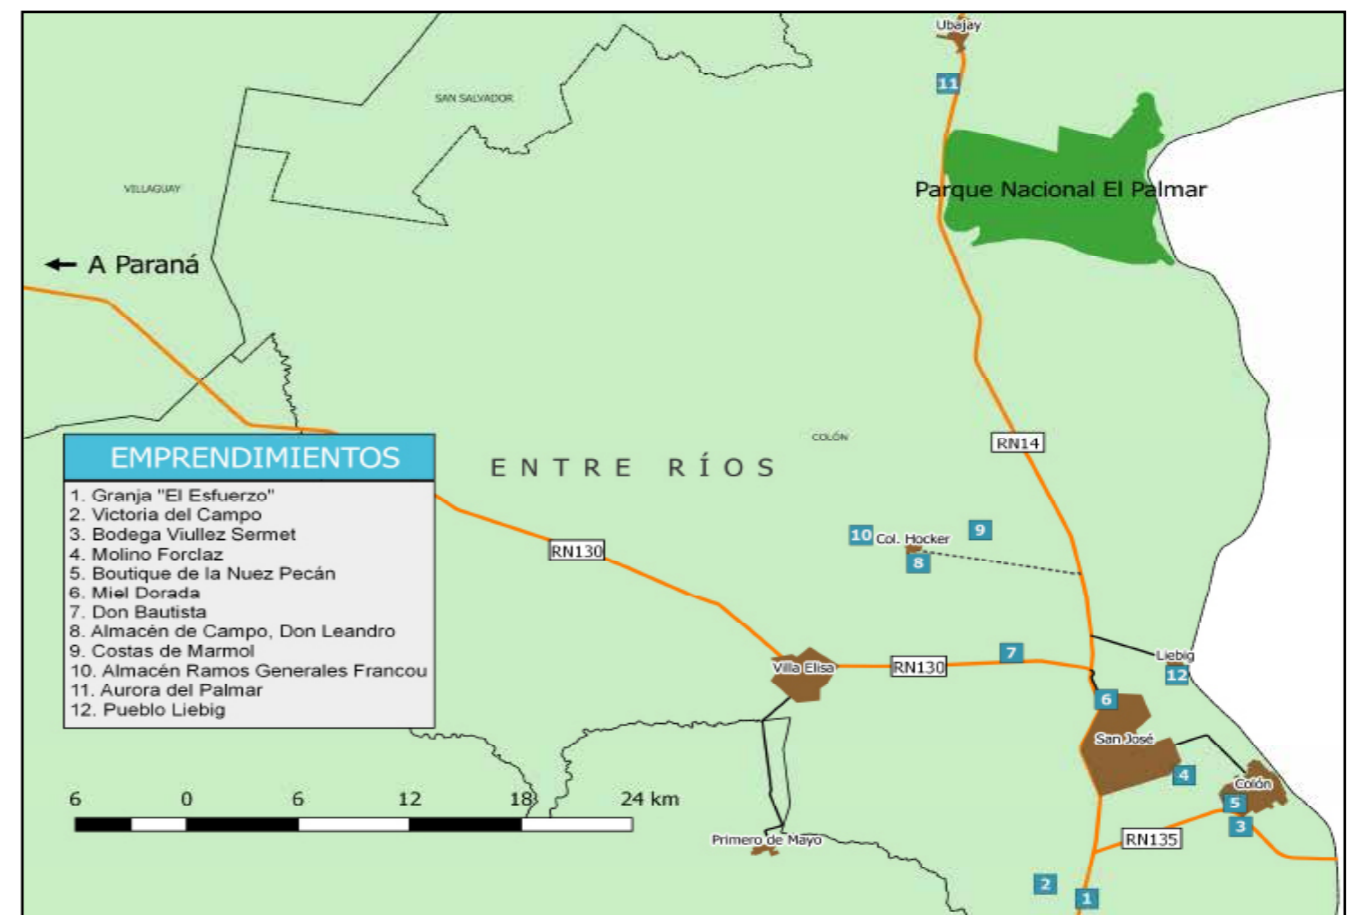 Ubajay
11
SAN SALVADOR
VILLAGUAY
Parque Nacional El Palmar
← A Paraná
COLÓN
RN14
ENTRE RÍOS
EMPRENDIMIENTOS
1. Granja "El Esfuerzo"
2. Victoria del Campo
3. Bodega Viullez Sermet
4. Molino Forclaz
5. Boutique de la Nuez Pecán
6. Miel Dorada
7. Don Bautista
8. Almacén de Campo, Don Leandro
9. Costas de Marmol
10. Almacén Ramos Generales Francou
11. Aurora del Palmar
12. Pueblo Liebig
9
10 Col. Hocker
RN130
8
7
Liebig
Villa Elisa
RN130
12
6
San José
4
Colón
6 0 6 12 18 24 km
5
3
Primero de Mayo
RN135
2
1